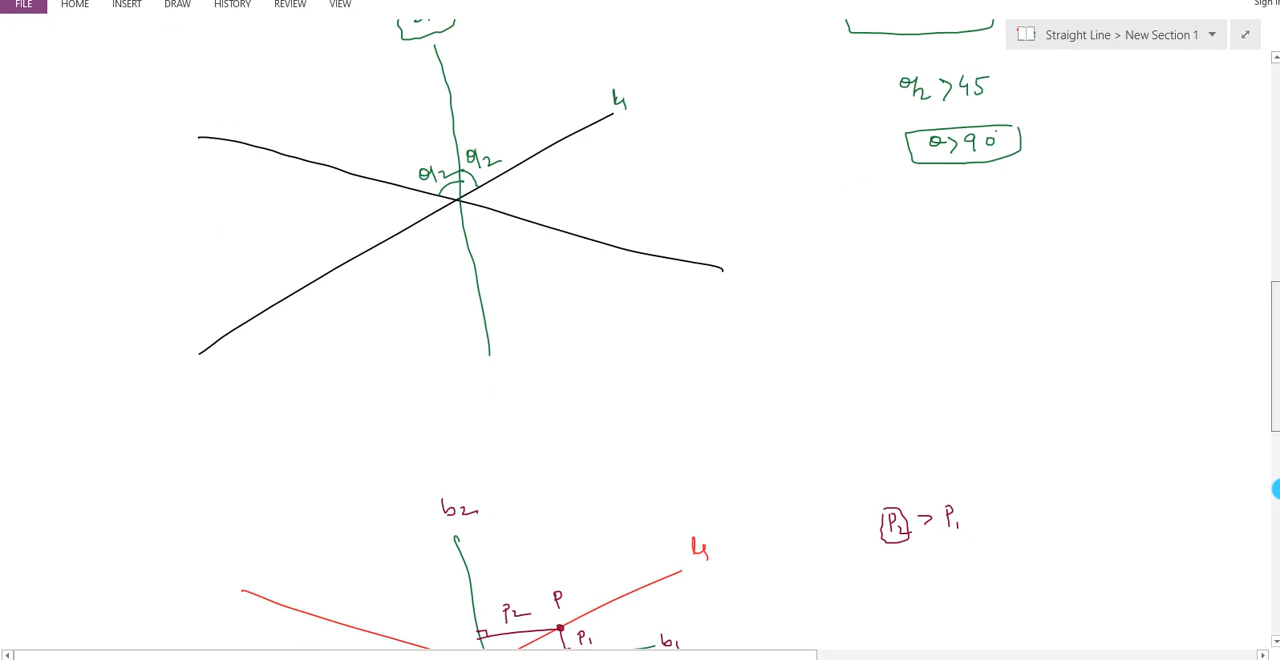 FILE HOME INSERT DRAW HISTORY REVIEW VIEW
Sign i
Straight Line > New Section 1
θ/2 > 45
θ > 90°
L1
θ/2 θ/2
b2
P2 > P1
L1
P2 P
P1 b1